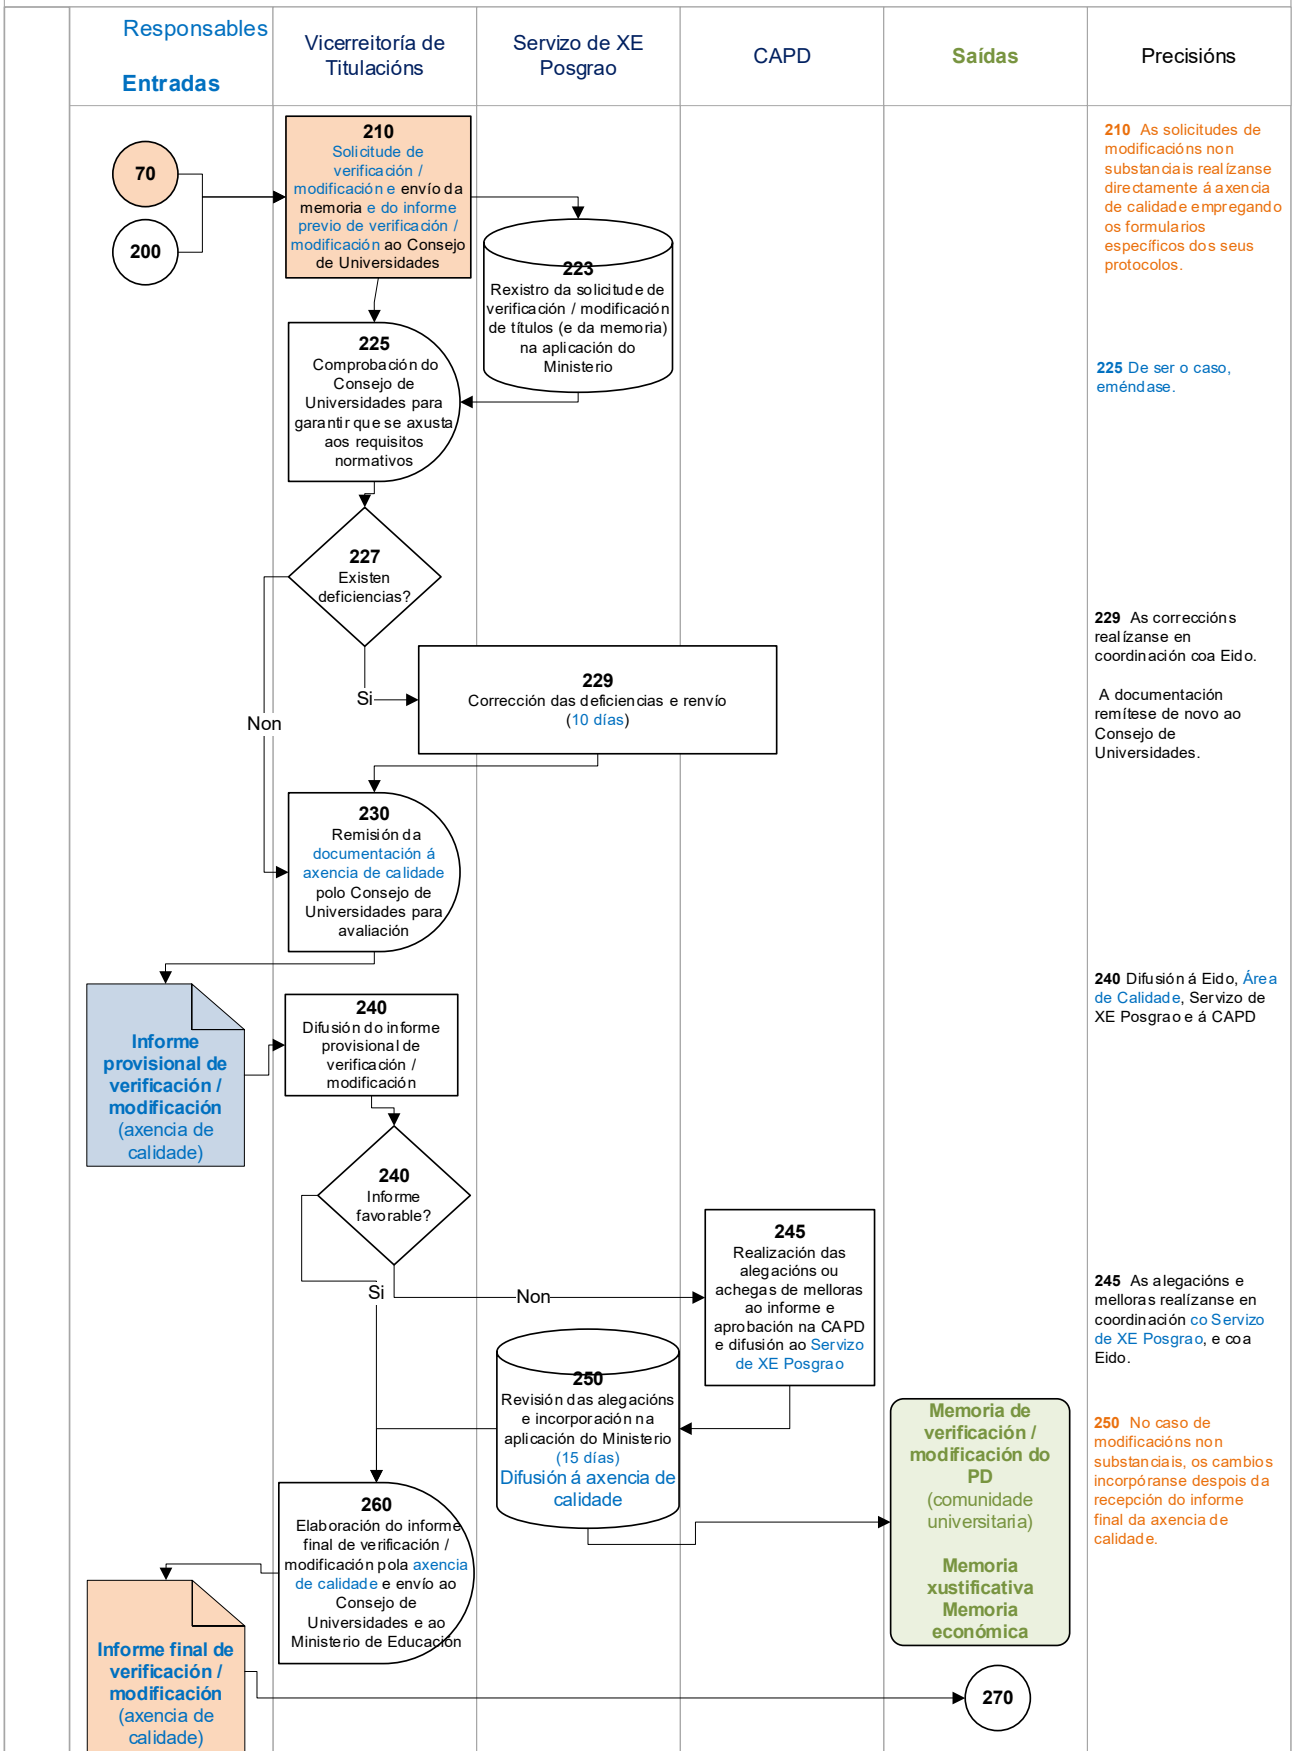 Responsables
Entradas
Vicerreitoría de
Titulacións
Servizo de XE
Posgrao
CAPD
Saídas
Precisións
70
200
210
Solicitude de
verificación /
modificación e envío da
memoria e do informe
previo de verificación /
modificación ao Consejo
de Universidades
223
Rexistro da solicitude de
verificación / modificación
de títulos (e da memoria)
na aplicación do
Ministerio
210 As solicitudes de
modificacións non
substanciais realízanse
directamente á axencia
de calidade empregando
os formularios
específicos dos seus
protocolos.
225
Comprobación do
Consejo de
Universidades para
garantir que se axusta
aos requisitos
normativos
225 De ser o caso,
eméndase.
227
Existen
deficiencias?
Si
Non
229
Corrección das deficiencias e renvío
(10 días)
229 As correccións
realízanse en
coordinación coa Eido.
A documentación
remítese de novo ao
Consejo de
Universidades.
230
Remisión da
documentación á
axencia de calidade
polo Consejo de
Universidades para
avaliación
Informe
provisional de
verificación /
modificación
(axencia de
calidade)
240
Difusión do informe
provisional de
verificación /
modificación
240 Difusión á Eido, Área
de Calidade, Servizo de
XE Posgrao e á CAPD
240
Informe
favorable?
Si
Non
245
Realización das
alegacións ou
achegas de melloras
ao informe e
aprobación na CAPD
e difusión ao Servizo
de XE Posgrao
245 As alegacións e
melloras realízanse en
coordinación co Servizo
de XE Posgrao, e coa
Eido.
250
Revisión das alegacións
e incorporación na
aplicación do Ministerio
(15 días)
Difusión á axencia de
calidade
Memoria de
verificación /
modificación do
PD
(comunidade
universitaria)
Memoria
xustificativa
Memoria
económica
250 No caso de
modificacións non
substanciais, os cambios
incorpóranse despois da
recepción do informe
final da axencia de
calidade.
260
Elaboración do informe
final de verificación /
modificación pola axencia
de calidade e envío ao
Consejo de
Universidades e ao
Ministerio de Educación
Informe final de
verificación /
modificación
(axencia de
calidade)
270